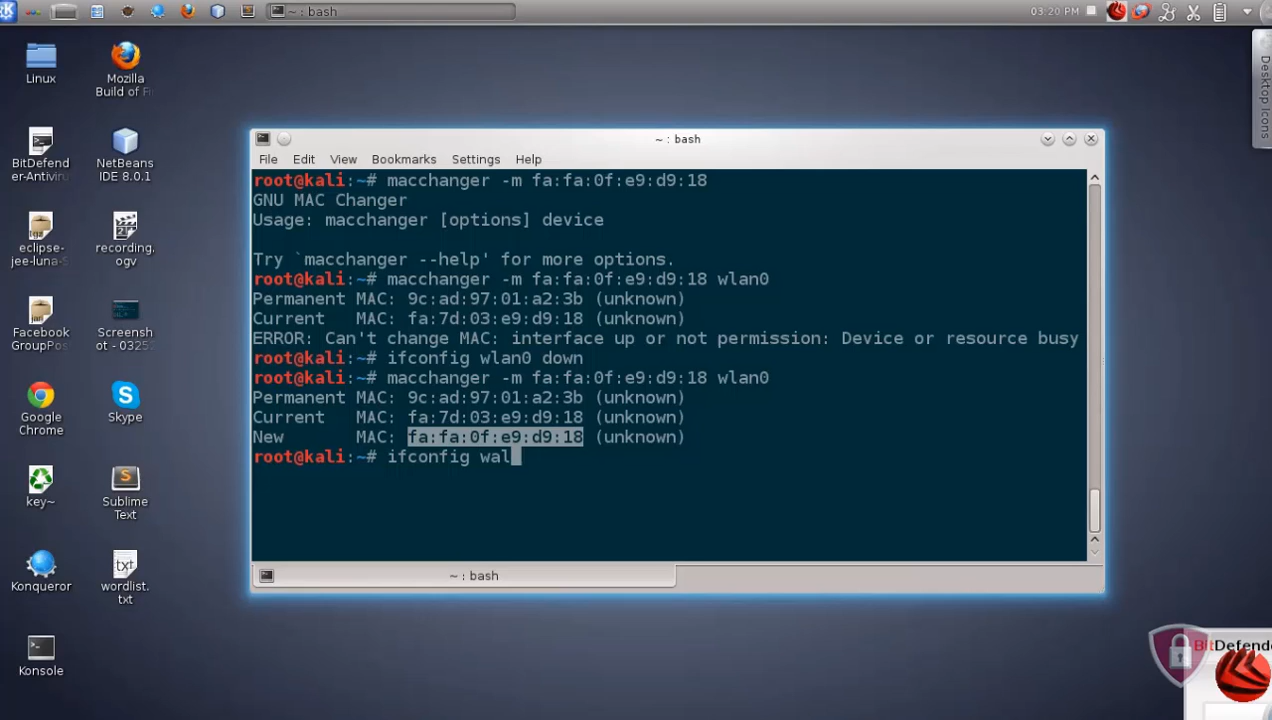 ~ : bash
03:20 PM
Desktop Icons
Linux
Mozilla
Build of Fi
BitDefend
er-Antiviru
NetBeans
IDE 8.0.1
eclipse-
jee-luna-S
recording.
ogv
Facebook
GroupPos
Screensh
ot - 03252
Google
Chrome
Skype
key~
Sublime
Text
Konqueror
wordlist.
txt
Konsole
~ : bash
File Edit View Bookmarks Settings Help
root@kali:~# macchanger -m fa:fa:0f:e9:d9:18
GNU MAC Changer
Usage: macchanger [options] device
Try `macchanger --help' for more options.
root@kali:~# macchanger -m fa:fa:0f:e9:d9:18 wlan0
Permanent MAC: 9c:ad:97:01:a2:3b (unknown)
Current   MAC: fa:7d:03:e9:d9:18 (unknown)
ERROR: Can't change MAC: interface up or not permission: Device or resource busy
root@kali:~# ifconfig wlan0 down
root@kali:~# macchanger -m fa:fa:0f:e9:d9:18 wlan0
Permanent MAC: 9c:ad:97:01:a2:3b (unknown)
Current   MAC: fa:7d:03:e9:d9:18 (unknown)
New       MAC: fa:fa:0f:e9:d9:18 (unknown)
root@kali:~# ifconfig wal
~ : bash
BitDefende